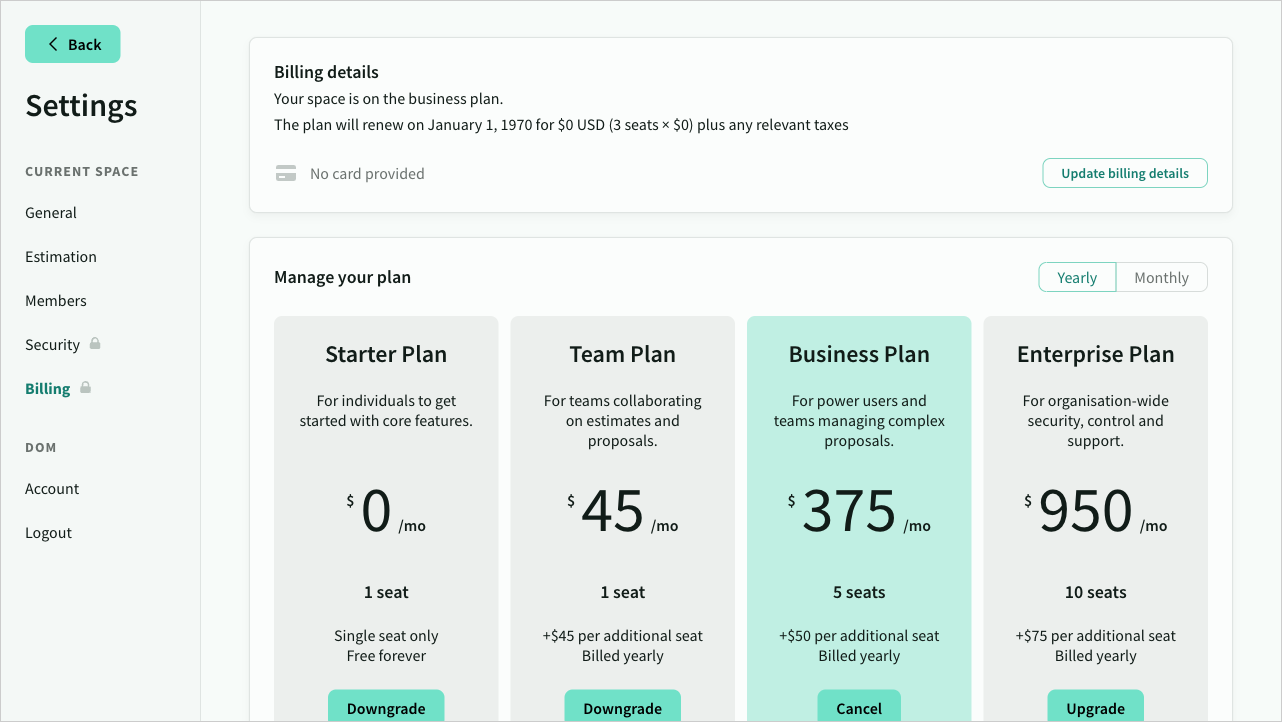 Back
Settings
CURRENT SPACE
General
Estimation
Members
Security
Billing
DOM
Account
Logout
Billing details
Your space is on the business plan.
The plan will renew on January 1, 1970 for $0 USD (3 seats × $0) plus any relevant taxes
No card provided
Update billing details
Manage your plan
Yearly
Monthly
Starter Plan
For individuals to get
started with core features.
$ 0 /mo
1 seat
Single seat only
Free forever
Downgrade
Team Plan
For teams collaborating
on estimates and
proposals.
$ 45 /mo
1 seat
+$45 per additional seat
Billed yearly
Downgrade
Business Plan
For power users and
teams managing complex
proposals.
$ 375 /mo
5 seats
+$50 per additional seat
Billed yearly
Cancel
Enterprise Plan
For organisation-wide
security, control and
support.
$ 950 /mo
10 seats
+$75 per additional seat
Billed yearly
Upgrade